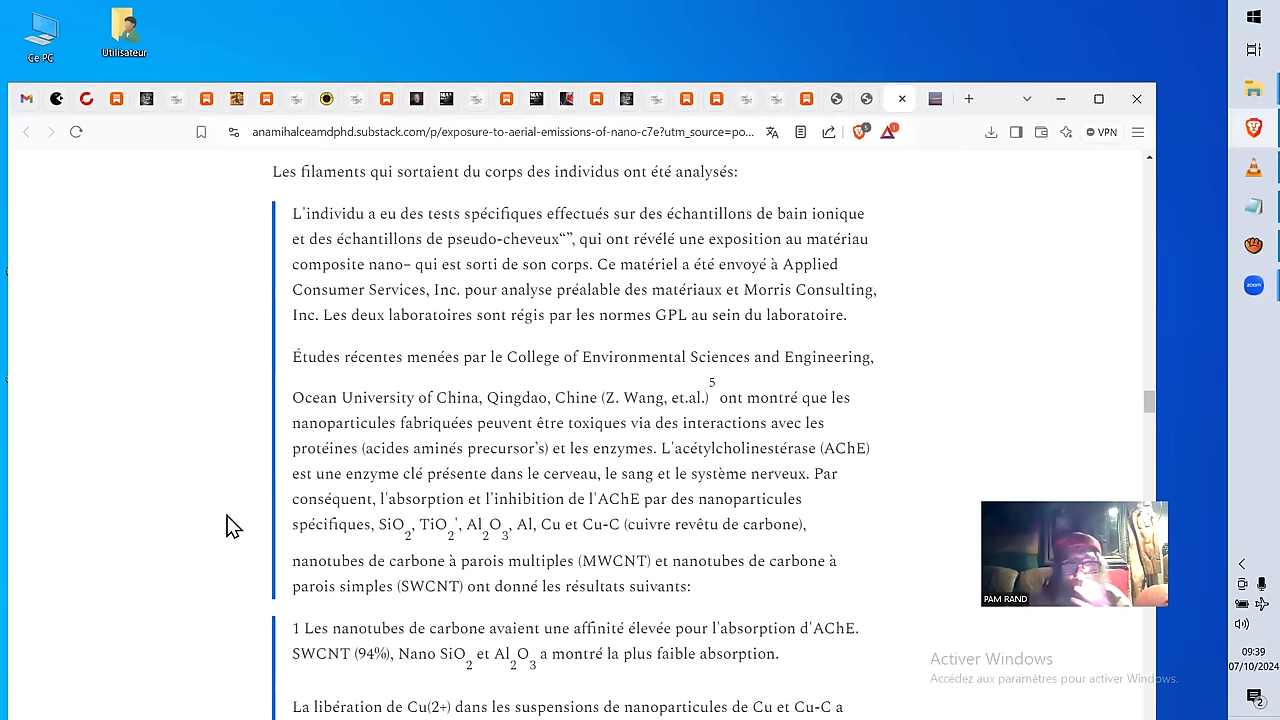 Ce PC
Utilisateur
anamihalceamdphd.substack.com/p/exposure-to-aerial-emissions-of-nano-c7e?utm_source=po...
VPN
Les filaments qui sortaient du corps des individus ont été analysés:
L'individu a eu des tests spécifiques effectués sur des échantillons de bain ionique
et des échantillons de pseudo-cheveux“”, qui ont révélé une exposition au matériau
composite nano– qui est sorti de son corps. Ce matériel a été envoyé à Applied
Consumer Services, Inc. pour analyse préalable des matériaux et Morris Consulting,
Inc. Les deux laboratoires sont régis par les normes GPL au sein du laboratoire.
Études récentes menées par le College of Environmental Sciences and Engineering,
Ocean University of China, Qingdao, Chine (Z. Wang, et.al.)5 ont montré que les
nanoparticules fabriquées peuvent être toxiques via des interactions avec les
protéines (acides aminés precursor’s) et les enzymes. L'acétylcholinestérase (AChE)
est une enzyme clé présente dans le cerveau, le sang et le système nerveux. Par
conséquent, l'absorption et l'inhibition de l'AChE par des nanoparticules
spécifiques, SiO2, TiO2', Al2O3, Al, Cu et Cu-C (cuivre revêtu de carbone),
nanotubes de carbone à parois multiples (MWCNT) et nanotubes de carbone à
parois simples (SWCNT) ont donné les résultats suivants:
1 Les nanotubes de carbone avaient une affinité élevée pour l'absorption d'AChE.
SWCNT (94%), Nano SiO2 et Al2O3 a montré la plus faible absorption.
La libération de Cu(2+) dans les suspensions de nanoparticules de Cu et Cu-C a
PAM RAND
Activer Windows
Accédez aux paramètres pour activer Windows.
zoom
09:39
07/10/2024
2